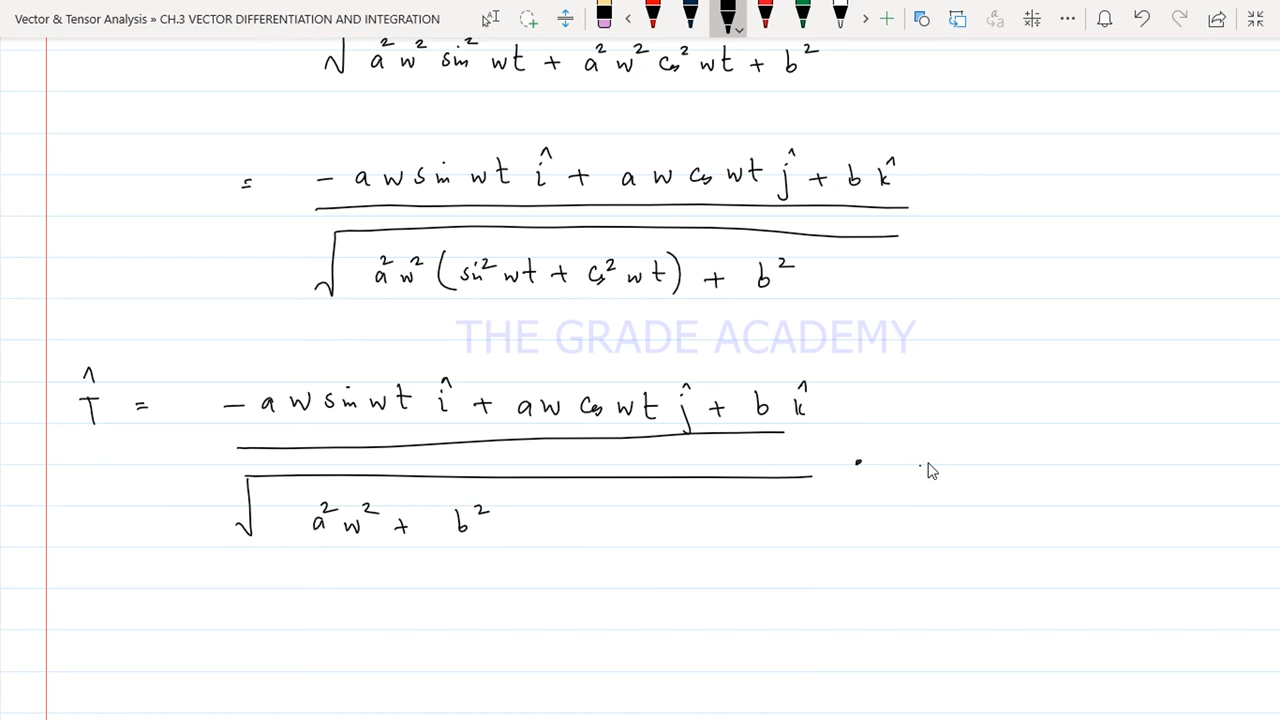 Vector & Tensor Analysis » CH.3 VECTOR DIFFERENTIATION AND INTEGRATION
√ a² w² sin² wt + a² w² cos² wt + b²
= - a w sin wt î + a w cos wt ĵ + b k̂
√ a² w² (sin² wt + cos² wt) + b²
THE GRADE ACADEMY
T̂ = - a w sin wt î + aw cos wt ĵ + b k̂ .
√ a² w² + b²